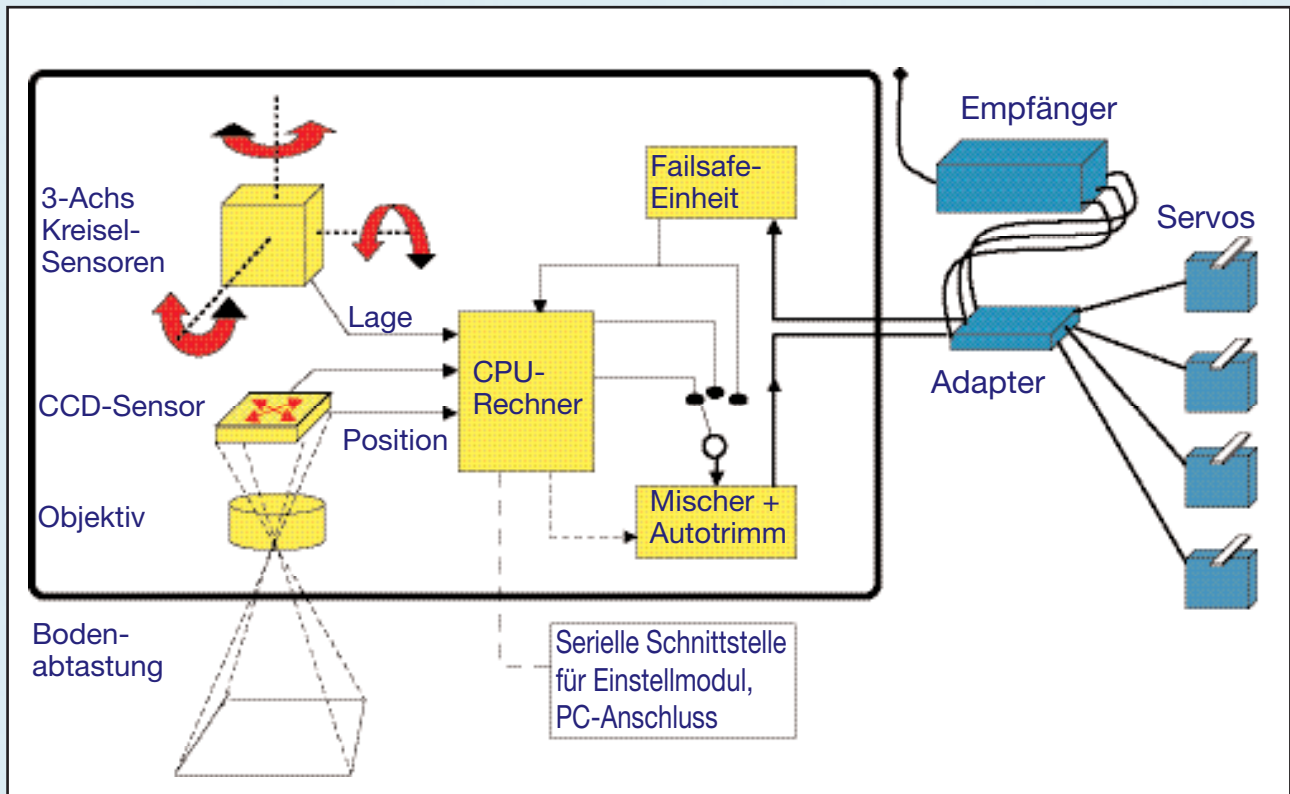 Empfänger
Failsafe-
Einheit
3-Achs
Kreisel-
Sensoren
Servos
Lage
CPU-
Rechner
Adapter
CCD-Sensor
Position
Objektiv
Mischer +
Autotrimm
Boden-
abtastung
Serielle Schnittstelle
für Einstellmodul,
PC-Anschluss